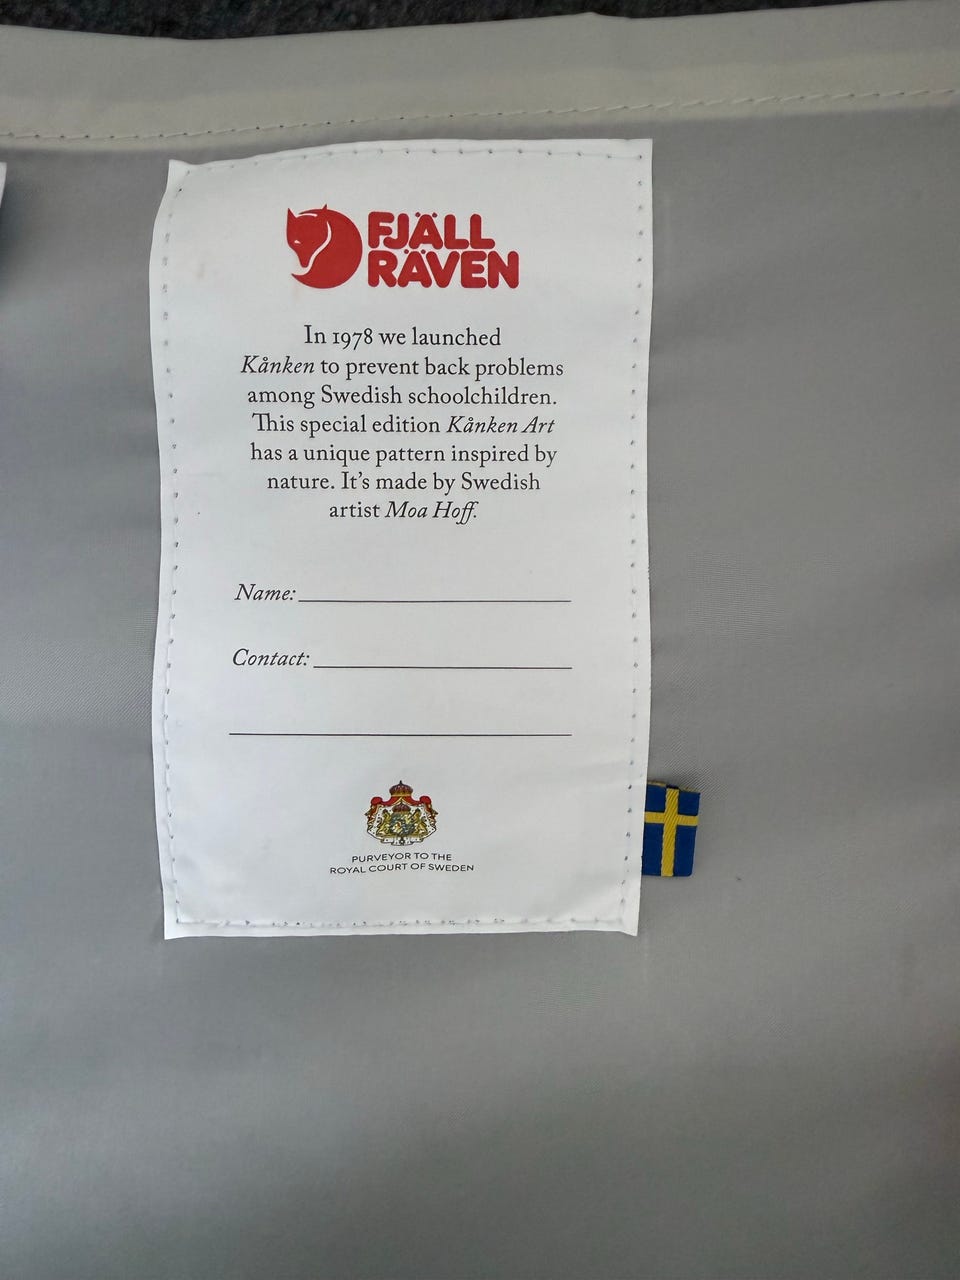 FJÄLL
RÄVEN
In 1978 we launched
Kånken to prevent back problems
among Swedish schoolchildren.
This special edition Kånken Art
has a unique pattern inspired by
nature. It's made by Swedish
artist Moa Hoff.
Name:
Contact:
PURVEYOR TO THE
ROYAL COURT OF SWEDEN